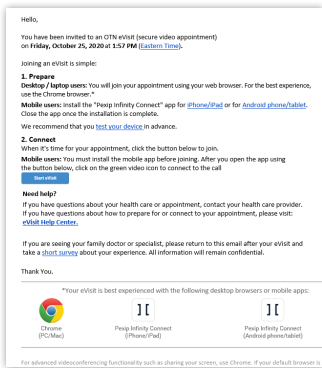 Hello,
You have been invited to an OTN eVisit (secure video appointment)
on Friday, October 25, 2020 at 1:57 PM (Eastern Time).
Joining an eVisit is simple:
1. Prepare
Desktop / laptop users: You will join your appointment using your web browser. For the best experience,
use the Chrome browser.*
Mobile users: Install the "Pexip Infinity Connect" app for iPhone/iPad or for Android phone/tablet.
Close the app once the installation is complete.
We recommend that you test your device in advance.
2. Connect
When it's time for your appointment, click the button below to join.
Mobile users: You must install the mobile app before joining. After you open the app using
the button below, click on the green video icon to connect to the call
Start eVisit
Need help?
If you have questions about your health care or appointment, contact your health care provider.
If you have questions about how to prepare for or connect to your appointment, please visit:
eVisit Help Center.
If you are seeing your family doctor or specialist, please return to this email after your eVisit and
take a short survey about your experience. All information will remain confidential.
Thank You.
*Your eVisit is best experienced with the following desktop browsers or mobile apps:
Chrome
(PC/Mac)
Pexip Infinity Connect
(iPhone/iPad)
Pexip Infinity Connect
(Android phone/tablet)
For advanced videoconferencing functionality such as sharing your screen, use Chrome. If your default browser is